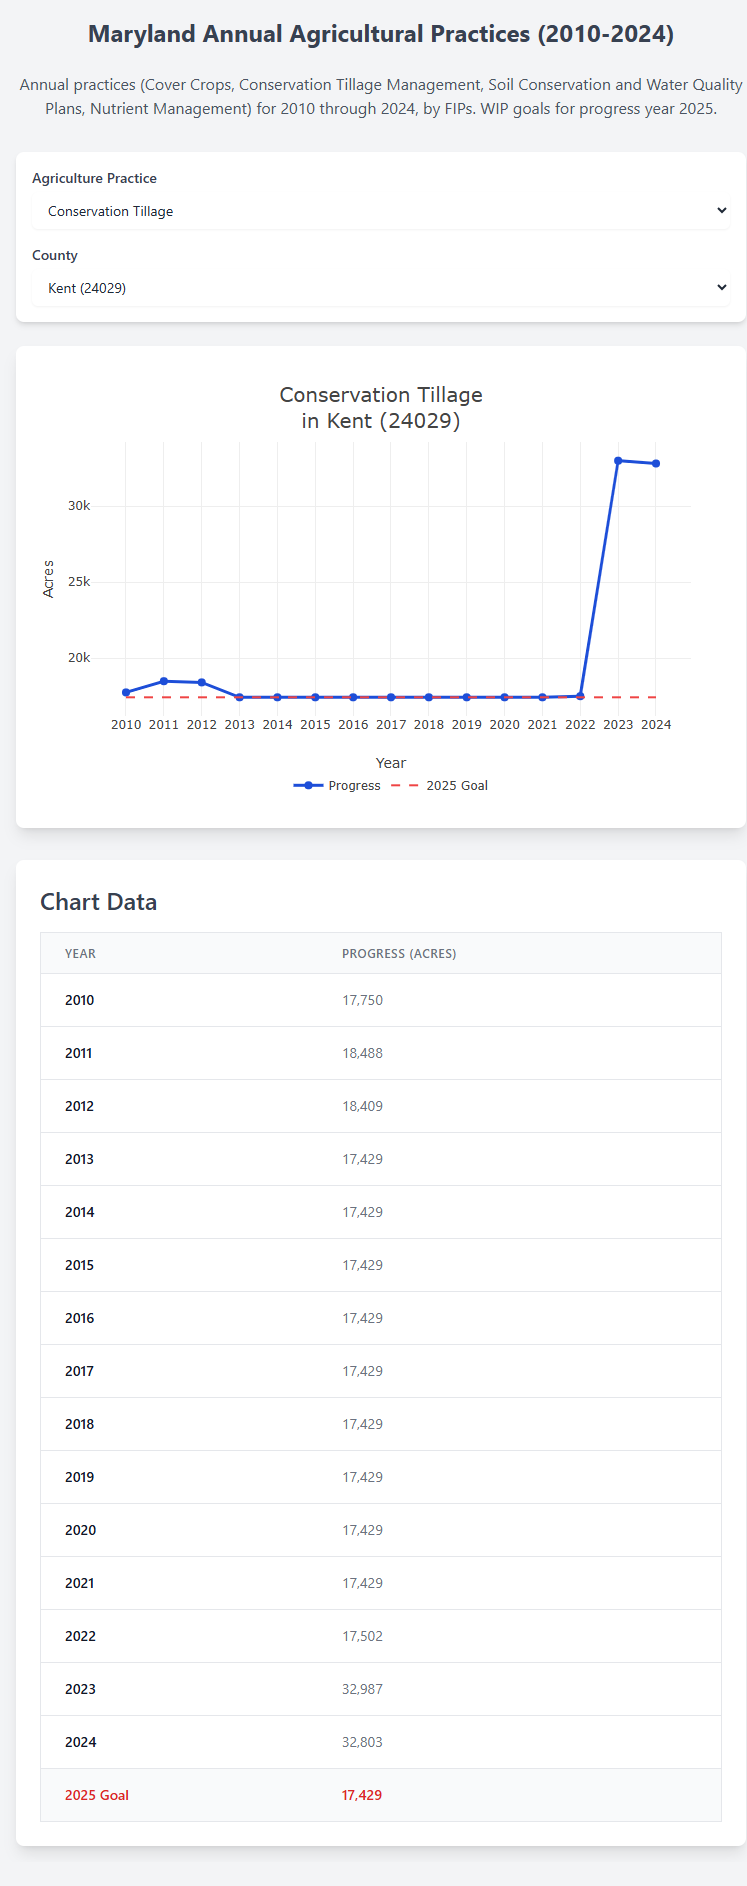 Maryland Annual Agricultural Practices (2010-2024)
Annual practices (Cover Crops, Conservation Tillage Management, Soil Conservation and Water Quality
Plans, Nutrient Management) for 2010 through 2024, by FIPs. WIP goals for progress year 2025.
Agriculture Practice
Conservation Tillage
County
Kent (24029)
Conservation Tillage
in Kent (24029)
30k
25k
20k
Acres
2010 2011 2012 2013 2014 2015 2016 2017 2018 2019 2020 2021 2022 2023 2024
Year
Progress 2025 Goal
Chart Data
YEAR PROGRESS (ACRES)
2010 17,750
2011 18,488
2012 18,409
2013 17,429
2014 17,429
2015 17,429
2016 17,429
2017 17,429
2018 17,429
2019 17,429
2020 17,429
2021 17,429
2022 17,502
2023 32,987
2024 32,803
2025 Goal 17,429